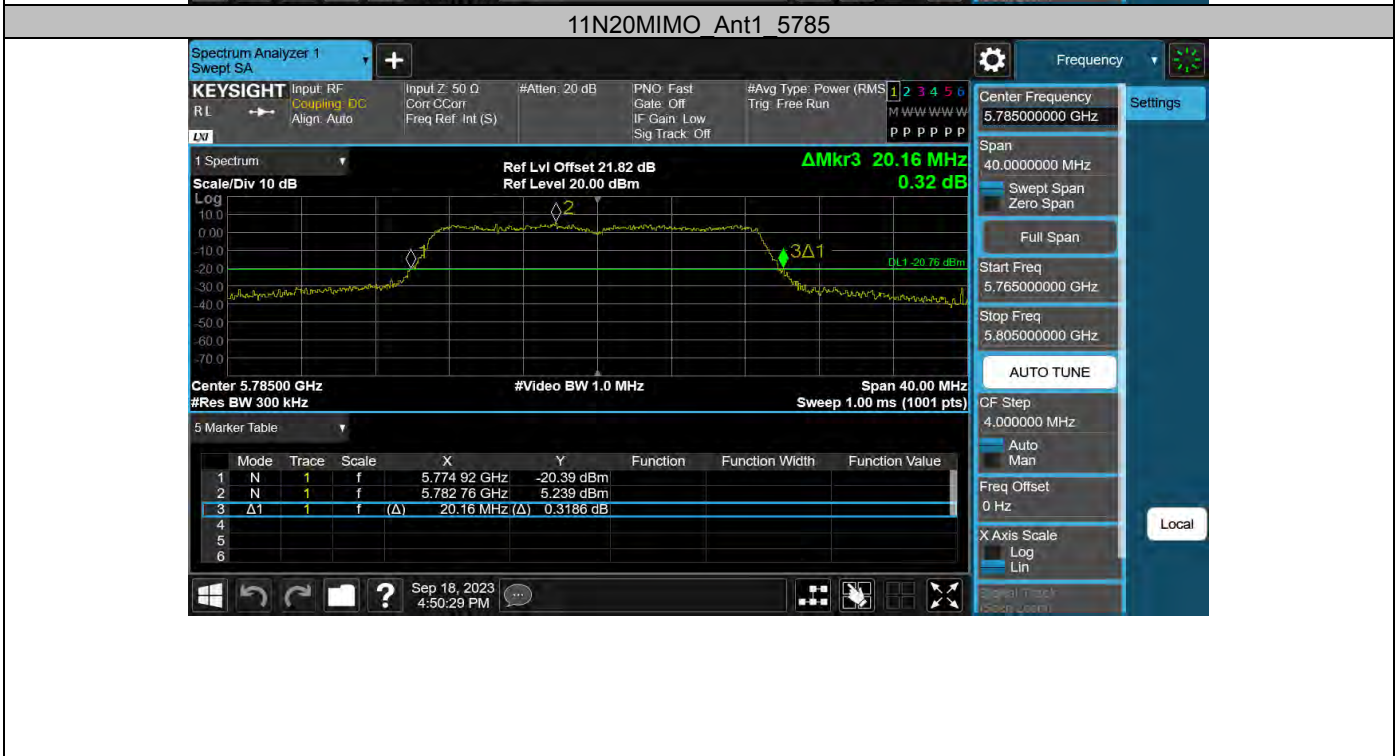 11N20MIMO_Ant1_5785
Spectrum Analyzer 1
Swept SA
+
Frequency
KEYSIGHT
RL
LXI
Input: RF
Coupling: DC
Align: Auto
Input Z: 50 Ω
Corr CCorr
Freq Ref: Int (S)
#Atten: 20 dB
PNO: Fast
Gate: Off
IF Gain: Low
Sig Track: Off
#Avg Type: Power (RMS
Trig: Free Run
1 2 3 4 5 6
M W W W W W
P P P P P P
1 Spectrum
Scale/Div 10 dB
Ref Lvl Offset 21.82 dB
Ref Level 20.00 dBm
ΔMkr3 20.16 MHz
0.32 dB
Log
10.0
0.00
-10.0
-20.0
-30.0
-40.0
-50.0
-60.0
-70.0
1
2
3Δ1
DL1 -20.76 dBm
Center 5.78500 GHz
#Video BW 1.0 MHz
Span 40.00 MHz
#Res BW 300 kHz
Sweep 1.00 ms (1001 pts)
5 Marker Table
Mode Trace Scale X Y Function Function Width Function Value
1 N 1 f 5.774 92 GHz -20.39 dBm
2 N 1 f 5.782 76 GHz 5.239 dBm
3 Δ1 1 f (Δ) 20.16 MHz (Δ) 0.3186 dB
4
5
6
?
Sep 18, 2023
4:50:29 PM
Center Frequency
5.785000000 GHz
Settings
Span
40.0000000 MHz
Swept Span
Zero Span
Full Span
Start Freq
5.765000000 GHz
Stop Freq
5.805000000 GHz
AUTO TUNE
CF Step
4.000000 MHz
Auto
Man
Freq Offset
0 Hz
X Axis Scale
Log
Lin
Signal Track
(Span Zoom)
Local